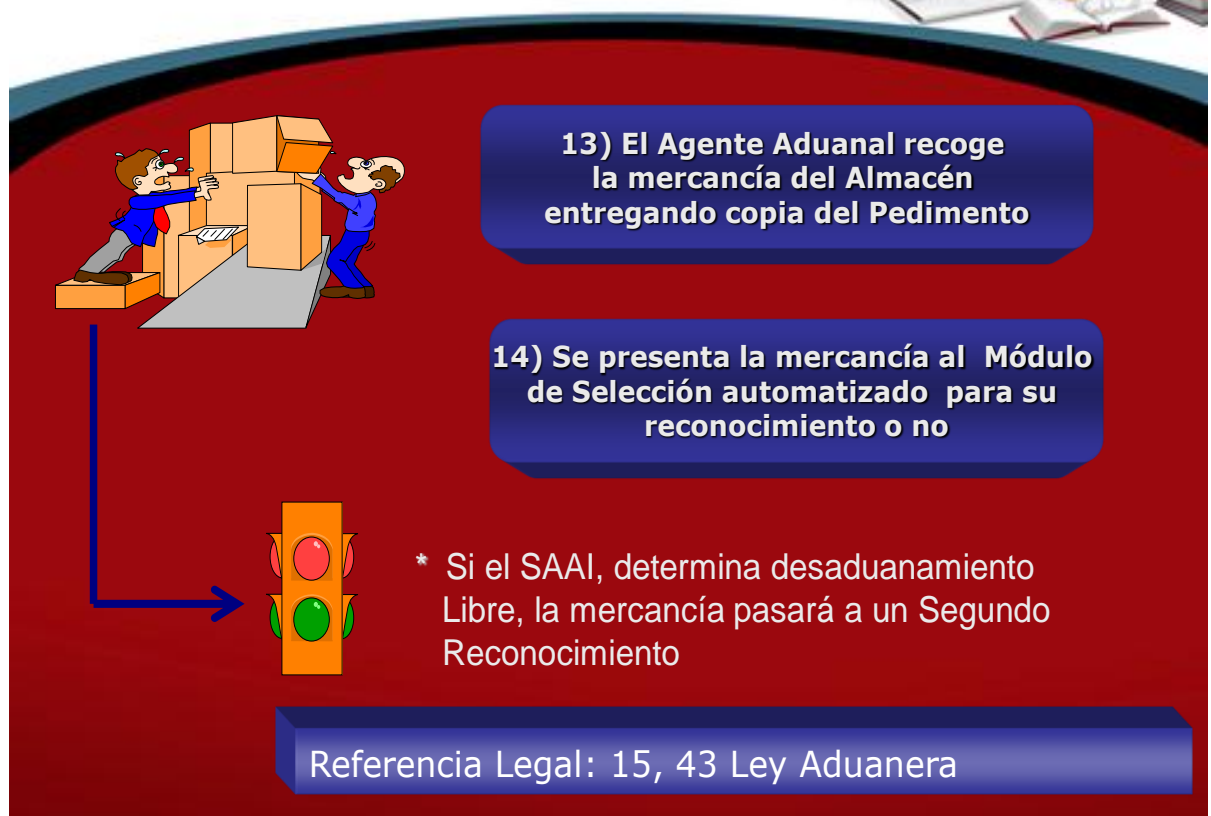 13) El Agente Aduanal recoge
la mercancía del Almacén
entregando copia del Pedimento
14) Se presenta la mercancía al Módulo
de Selección automatizado para su
reconocimiento o no
* Si el SAAI, determina desaduanamiento
Libre, la mercancía pasará a un Segundo
Reconocimiento
Referencia Legal: 15, 43 Ley Aduanera